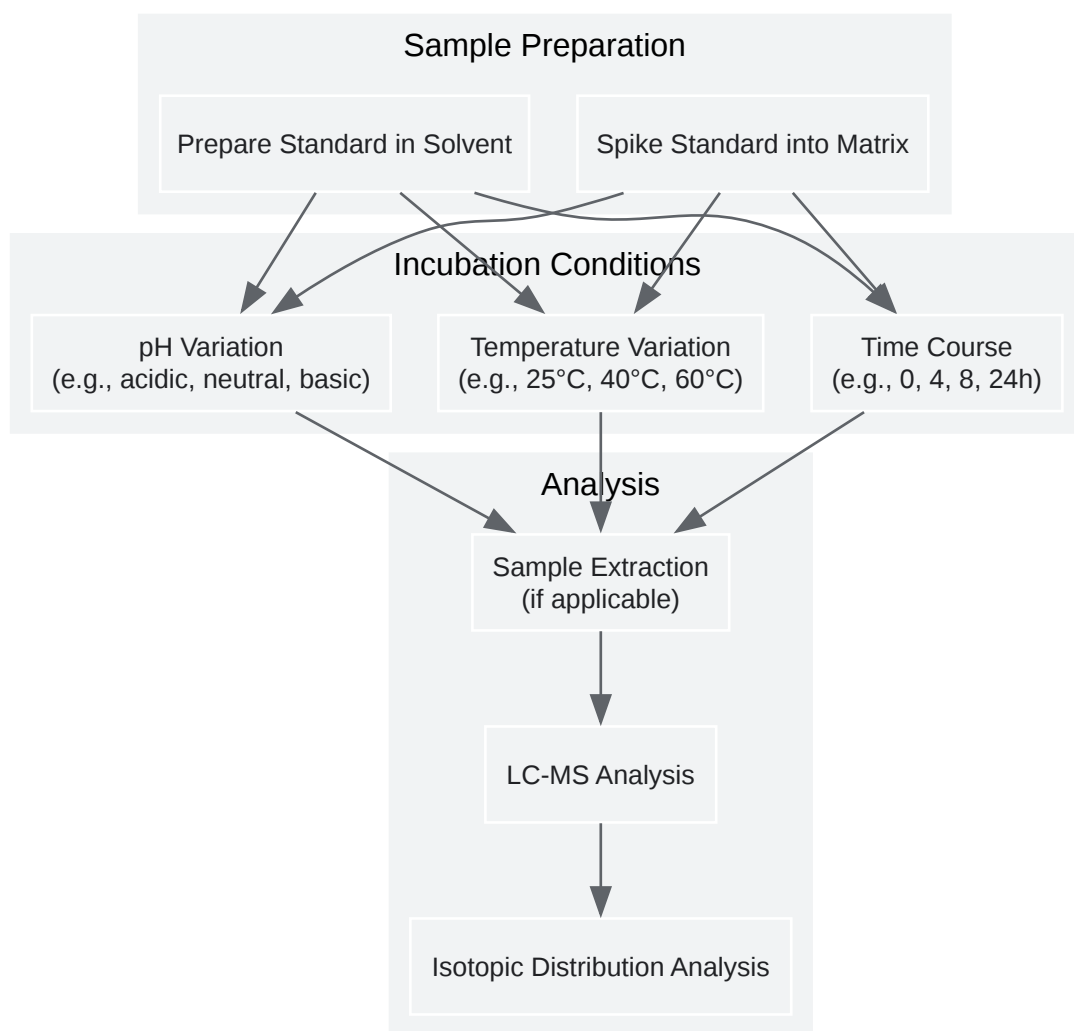 Sample Preparation
Prepare Standard in Solvent
Spike Standard into Matrix
Incubation Conditions
pH Variation
(e.g., acidic, neutral, basic)
Temperature Variation
(e.g., 25°C, 40°C, 60°C)
Time Course
(e.g., 0, 4, 8, 24h)
Analysis
Sample Extraction
(if applicable)
LC-MS Analysis
Isotopic Distribution Analysis